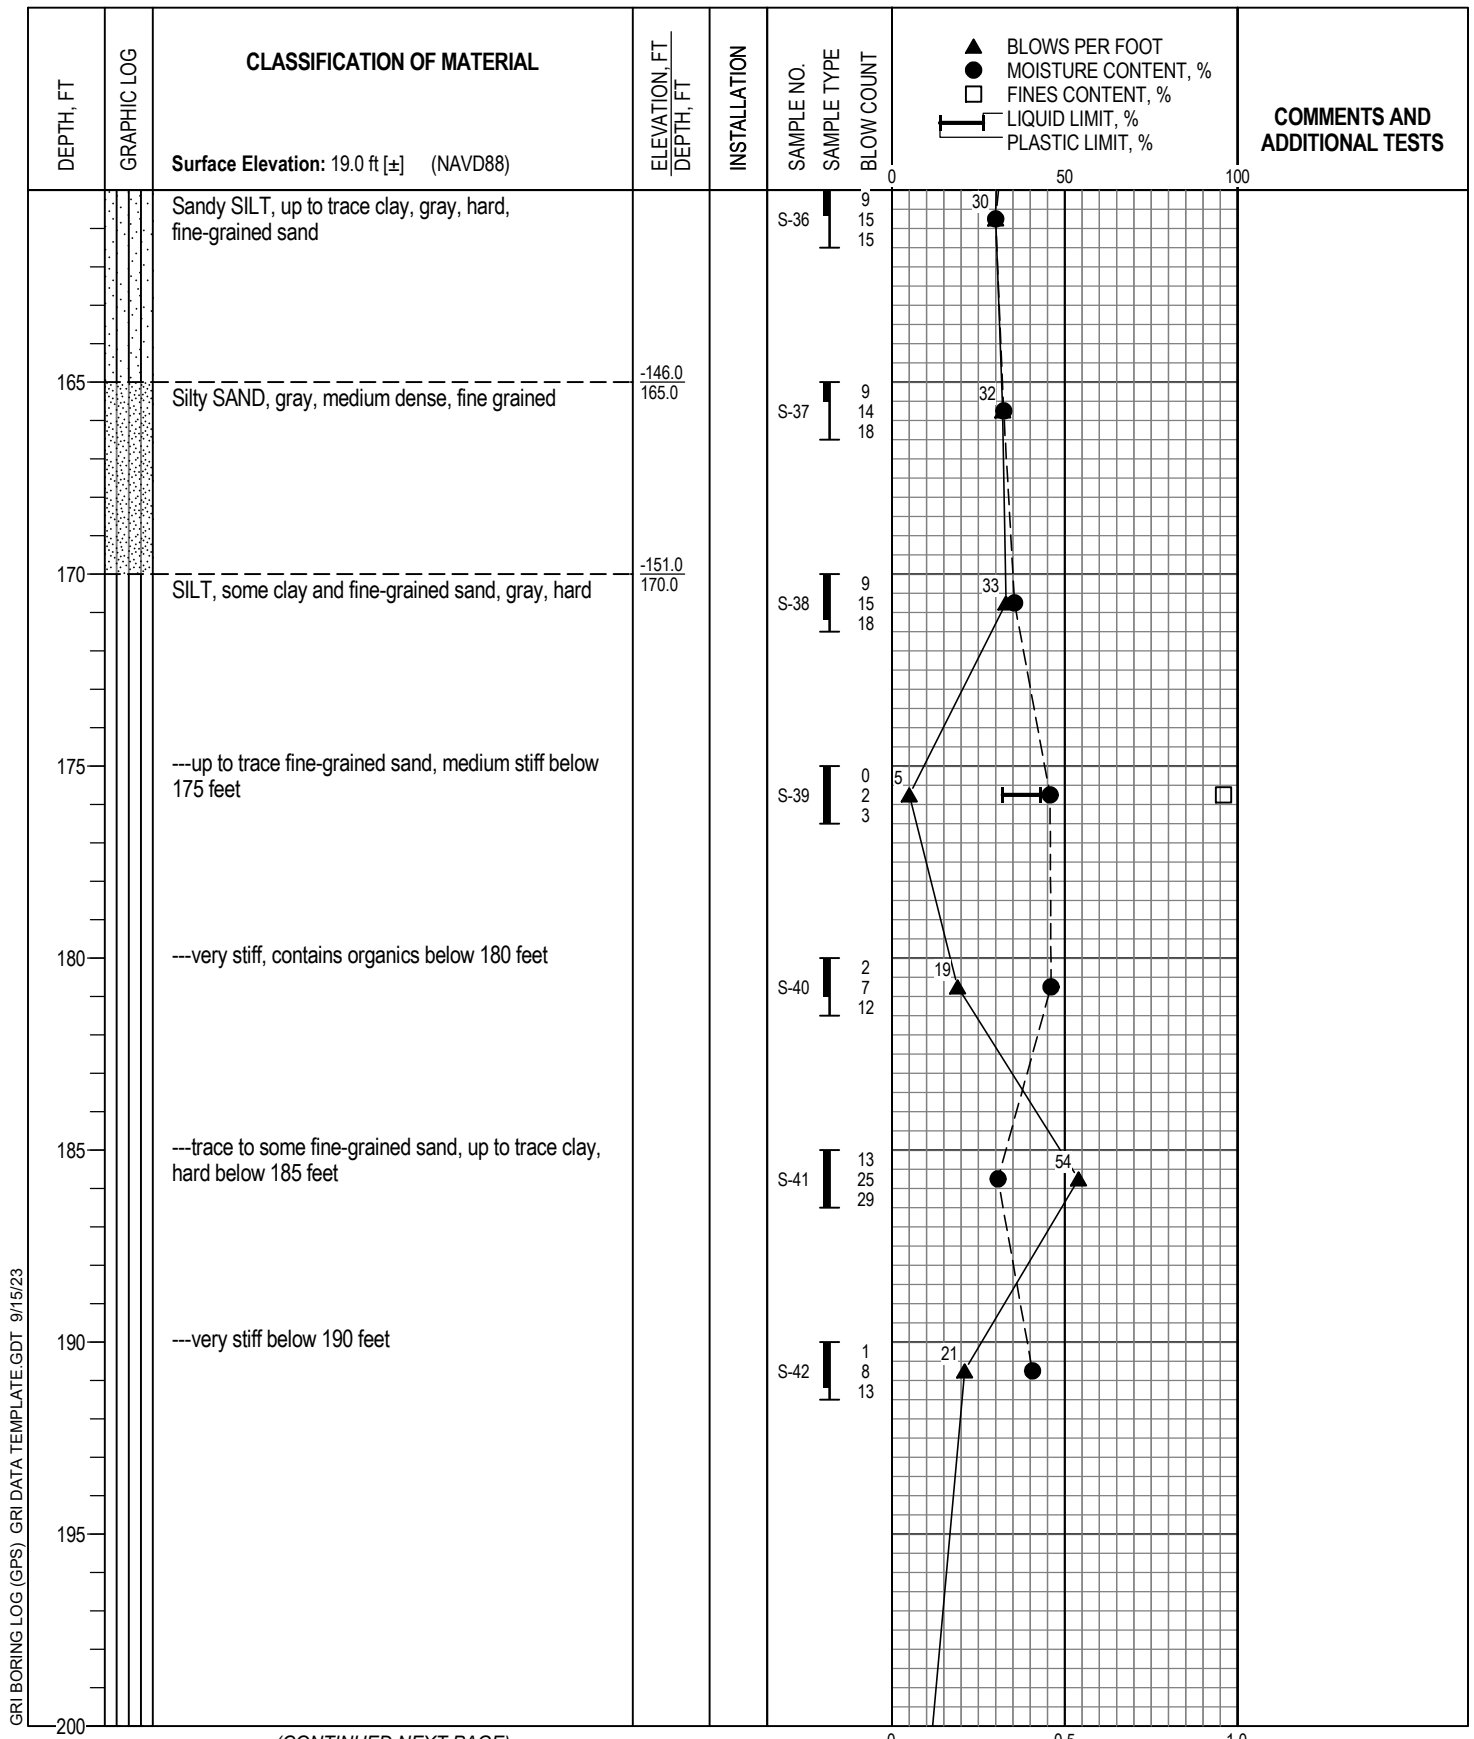 DEPTH, FT
GRAPHIC LOG
CLASSIFICATION OF MATERIAL
Surface Elevation: 19.0 ft [±] (NAVD88)
ELEVATION, FT
DEPTH, FT
INSTALLATION
SAMPLE NO.
SAMPLE TYPE
BLOW COUNT
BLOWS PER FOOT
MOISTURE CONTENT, %
FINES CONTENT, %
LIQUID LIMIT, %
PLASTIC LIMIT, %
0 50 100
COMMENTS AND
ADDITIONAL TESTS
Sandy SILT, up to trace clay, gray, hard,
fine-grained sand
S-36
9
15
15
30
165
-146.0
165.0
Silty SAND, gray, medium dense, fine grained
S-37
9
14
18
32
170
-151.0
170.0
SILT, some clay and fine-grained sand, gray, hard
S-38
9
15
18
33
175
---up to trace fine-grained sand, medium stiff below
175 feet
S-39
0
2
3
5
180
---very stiff, contains organics below 180 feet
S-40
2
7
12
19
185
---trace to some fine-grained sand, up to trace clay,
hard below 185 feet
S-41
13
25
29
54
190
---very stiff below 190 feet
S-42
1
8
13
21
195
200
(CONTINUED NEXT PAGE)
0 0.5 1.0
GRI BORING LOG (GPS) GRI DATA TEMPLATE.GDT 9/15/23